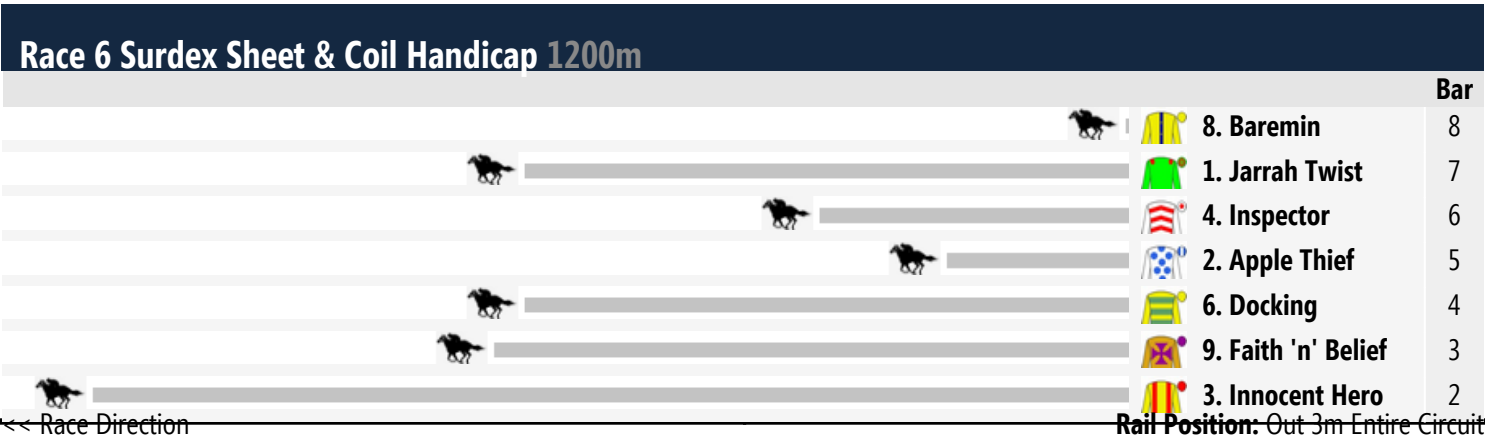 Race 6 Surdex Sheet & Coil Handicap 1200m
Bar
8. Baremin 8
1. Jarrah Twist 7
4. Inspector 6
2. Apple Thief 5
6. Docking 4
9. Faith 'n' Belief 3
3. Innocent Hero 2
<< Race Direction Rail Position: Out 3m Entire Circuit